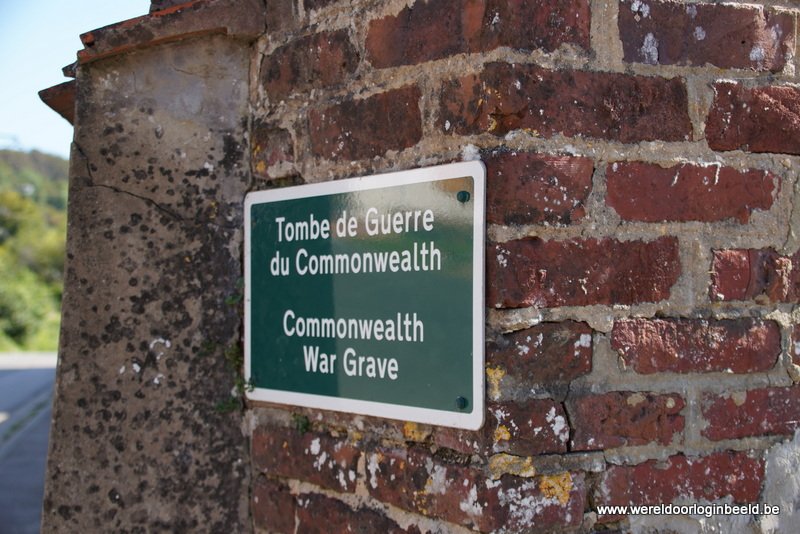 Tombe de Guerre
du Commonwealth
Commonwealth
War Grave
www.wereldoorloginbeeld.be